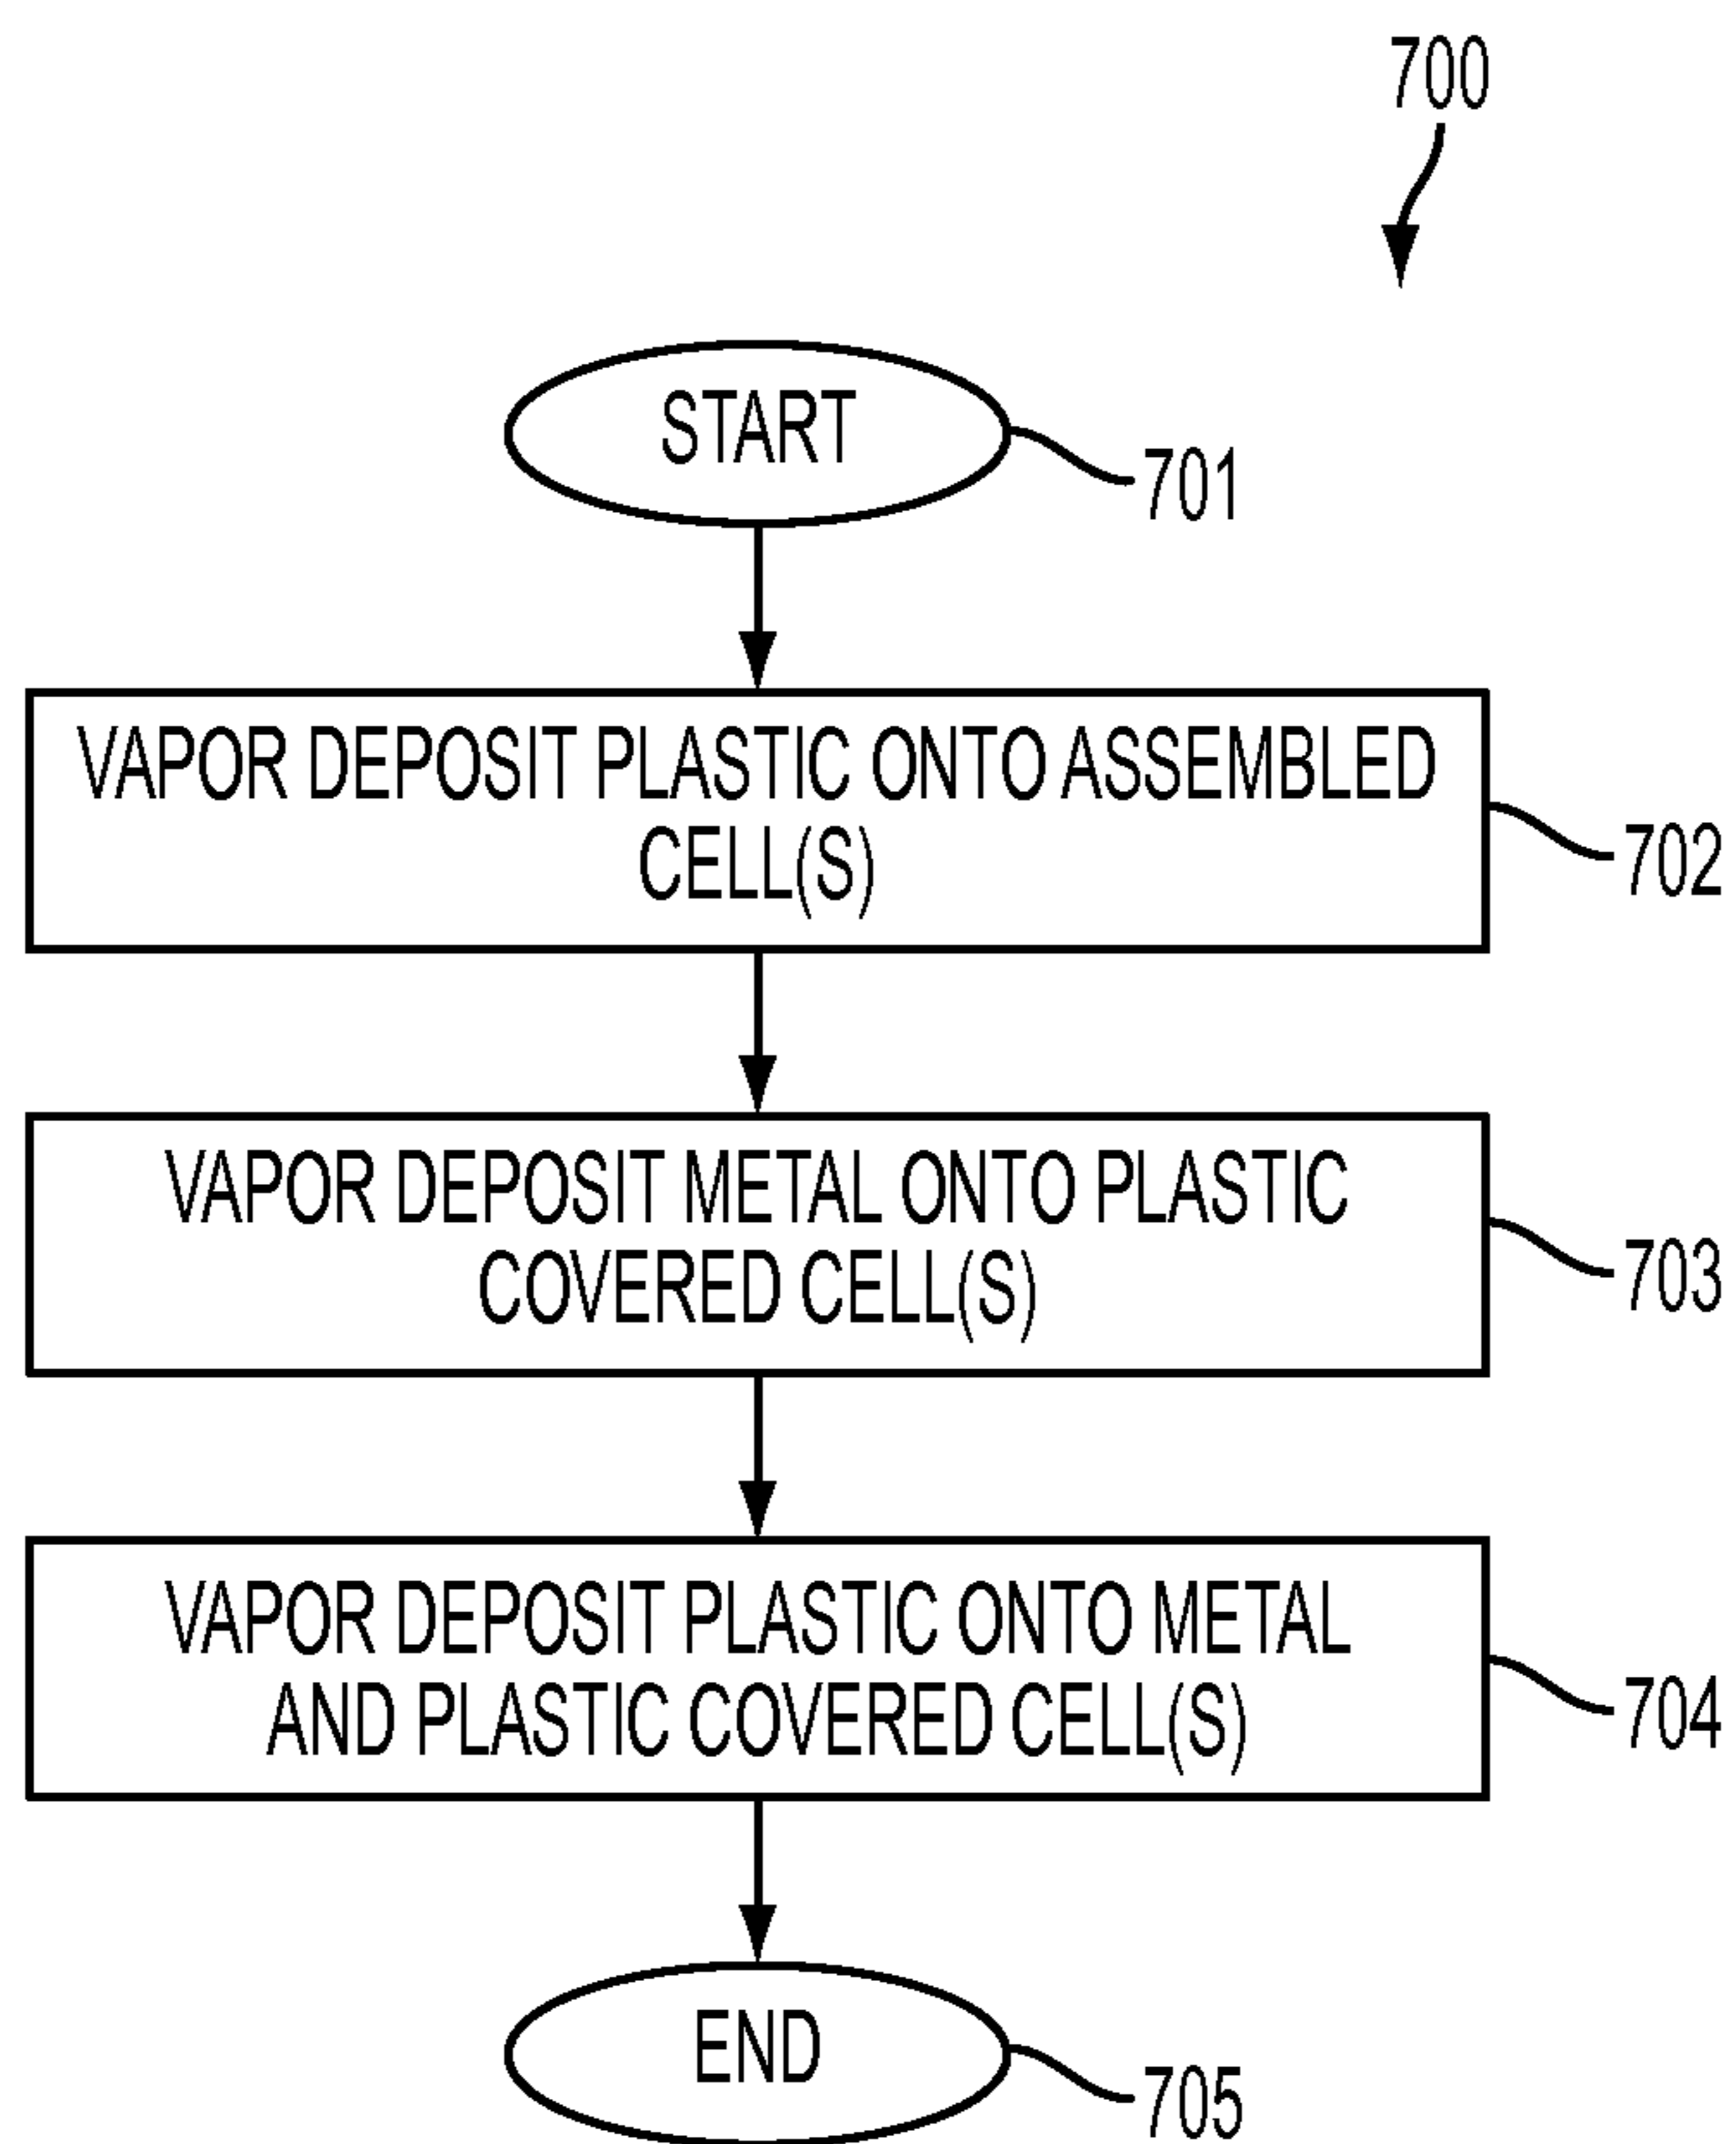 700
START
701
VAPOR DEPOSIT PLASTIC ONTO ASSEMBLED
CELL(S)
702
VAPOR DEPOSIT METAL ONTO PLASTIC
COVERED CELL(S)
703
VAPOR DEPOSIT PLASTIC ONTO METAL
AND PLASTIC COVERED CELL(S)
704
END
705